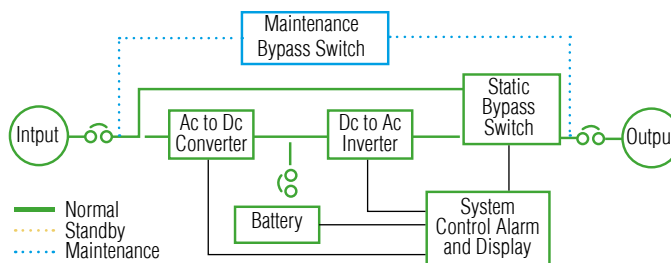 Maintenance
Bypass Switch
Static
Bypass
Switch
Intput
Ac to Dc
Converter
Dc to Ac
Inverter
Output
Battery
System
Control Alarm
and Display
Normal
Standby
Maintenance